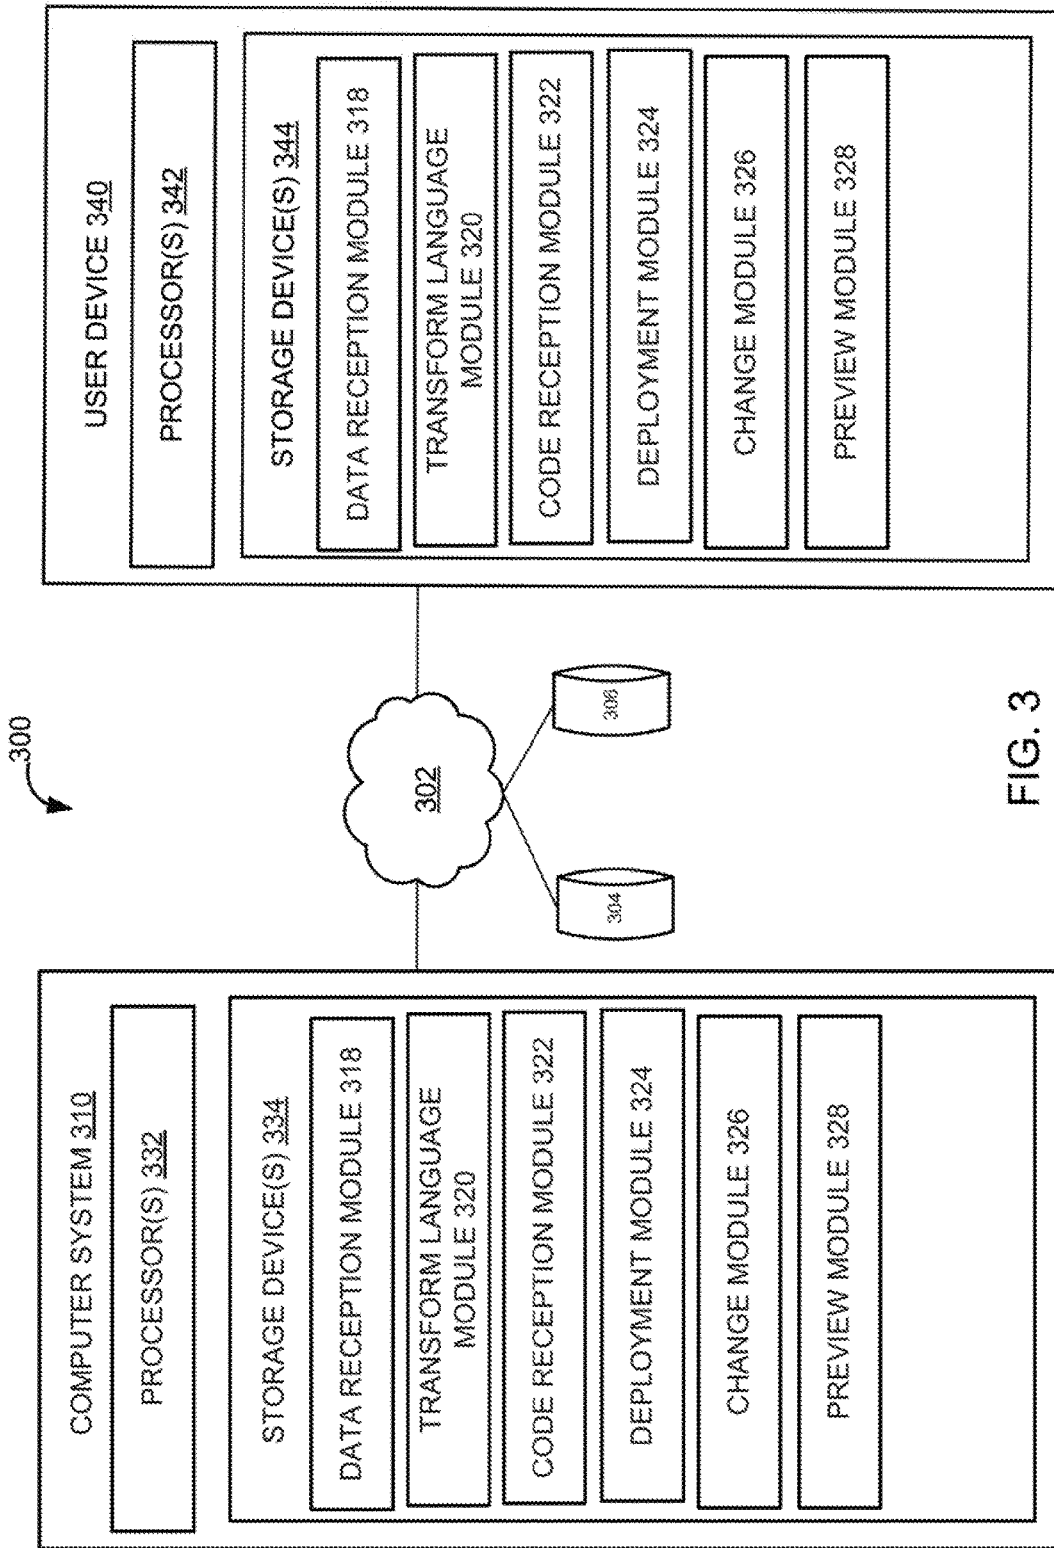 300
COMPUTER SYSTEM 310
PROCESSOR(S) 332
STORAGE DEVICE(S) 334
DATA RECEPTION MODULE 318
TRANSFORM LANGUAGE
MODULE 320
CODE RECEPTION MODULE 322
DEPLOYMENT MODULE 324
CHANGE MODULE 326
PREVIEW MODULE 328
302
304
306
USER DEVICE 340
PROCESSOR(S) 342
STORAGE DEVICE(S) 344
DATA RECEPTION MODULE 318
TRANSFORM LANGUAGE
MODULE 320
CODE RECEPTION MODULE 322
DEPLOYMENT MODULE 324
CHANGE MODULE 326
PREVIEW MODULE 328
FIG. 3